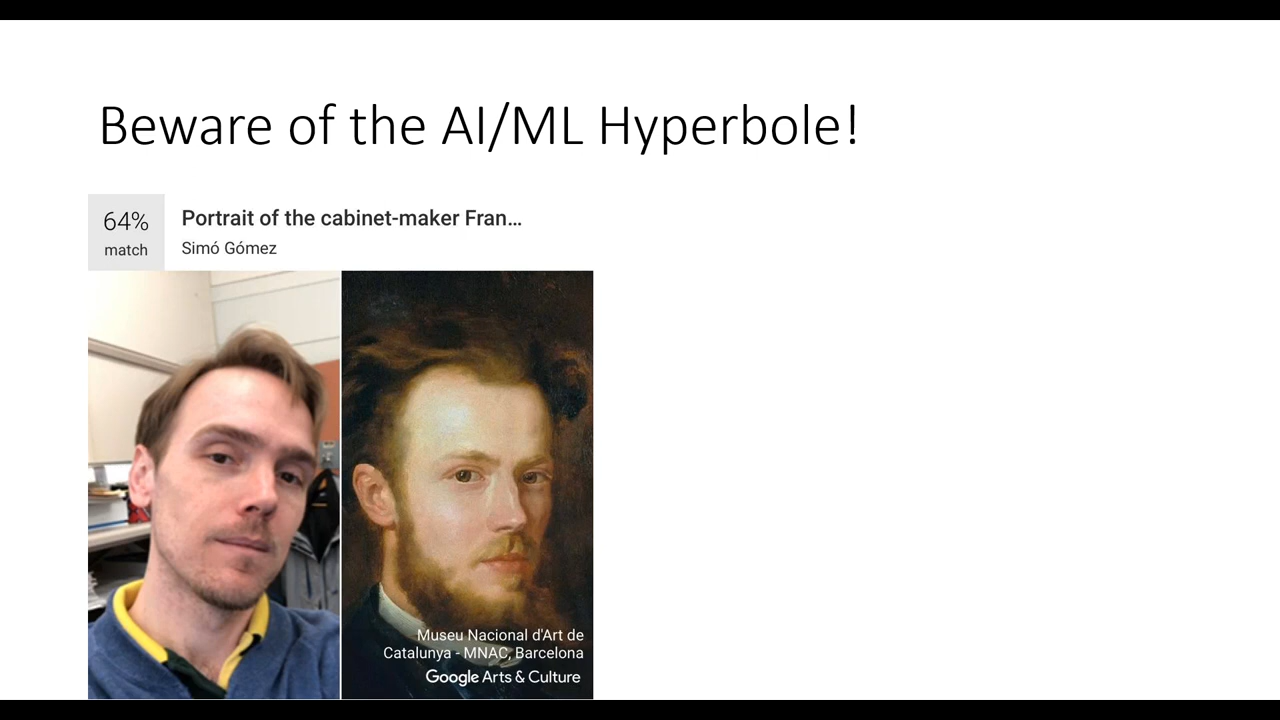 Beware of the AI/ML Hyperbole!
64%
match
Portrait of the cabinet-maker Fran...
Simó Gómez
Museu Nacional d'Art de
Catalunya - MNAC, Barcelona
Google Arts & Culture